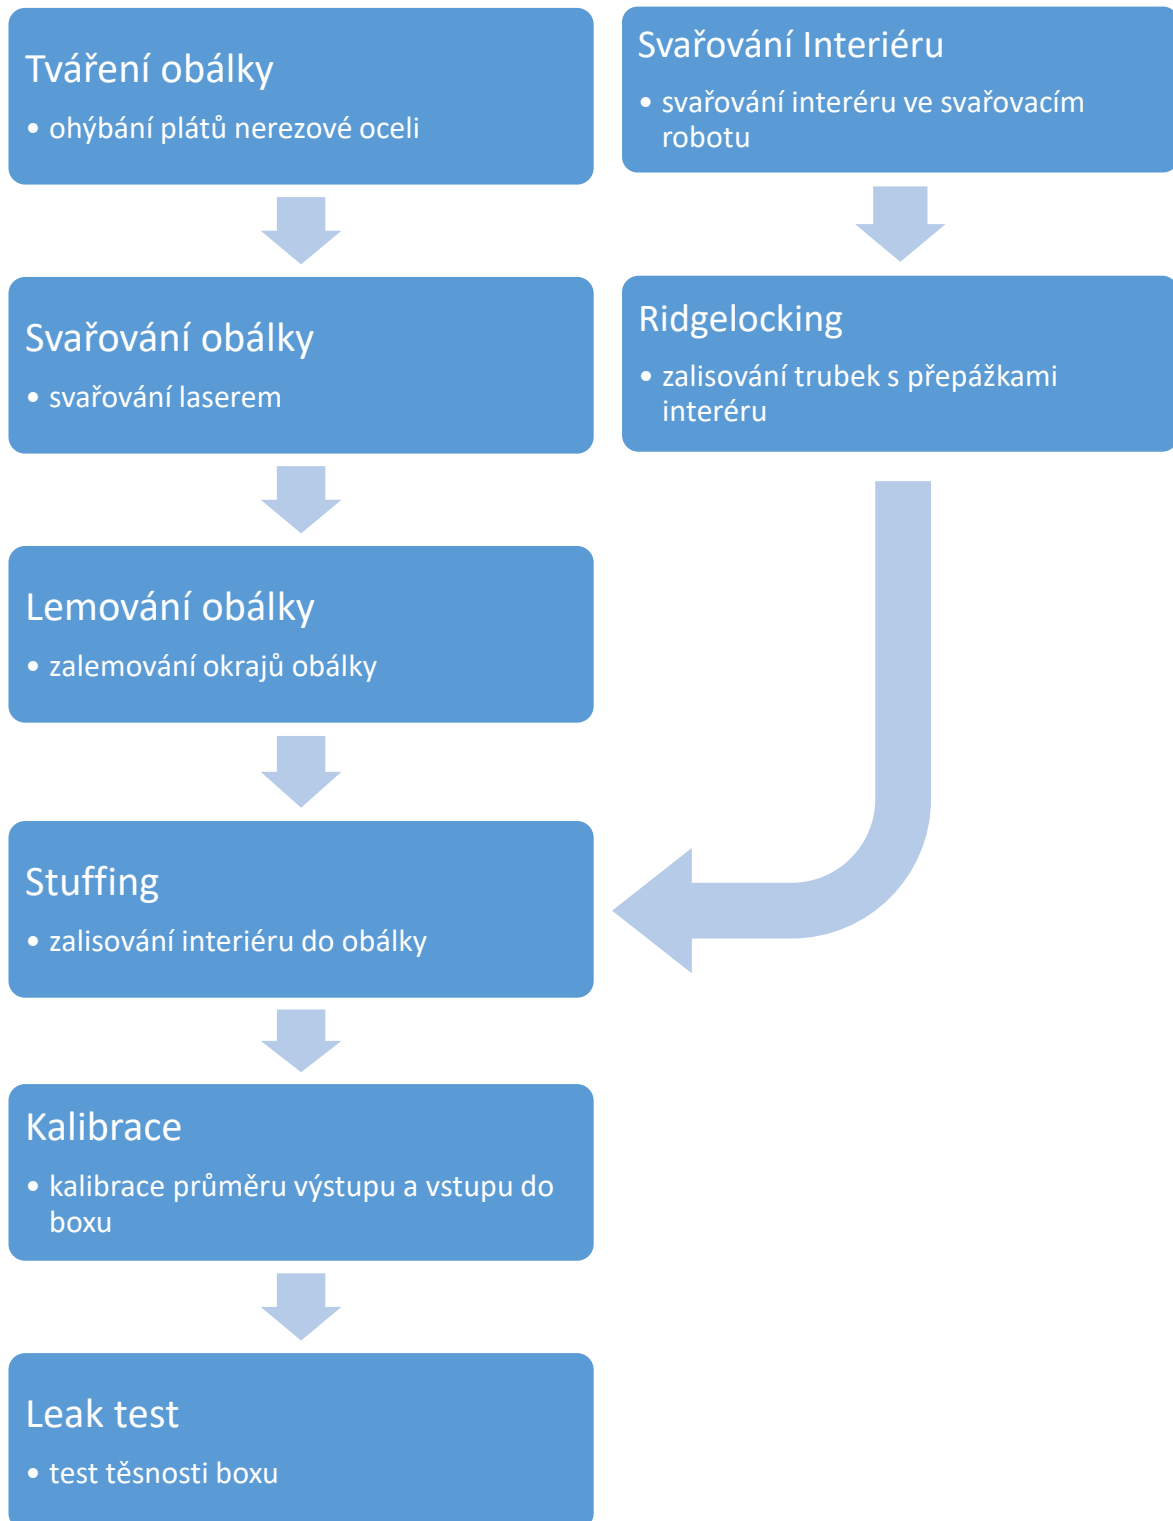 Tváření obálky
• ohýbání plátů nerezové oceli
Svařování obálky
• svařování laserem
Lemování obálky
• zalemování okrajů obálky
Stuffing
• zalisování interiéru do obálky
Kalibrace
• kalibrace průměru výstupu a vstupu do
boxu
Leak test
• test těsnosti boxu
Svařování Interiéru
• svařování interéru ve svařovacím
robotu
Ridgelocking
• zalisování trubek s přepážkami
interéru